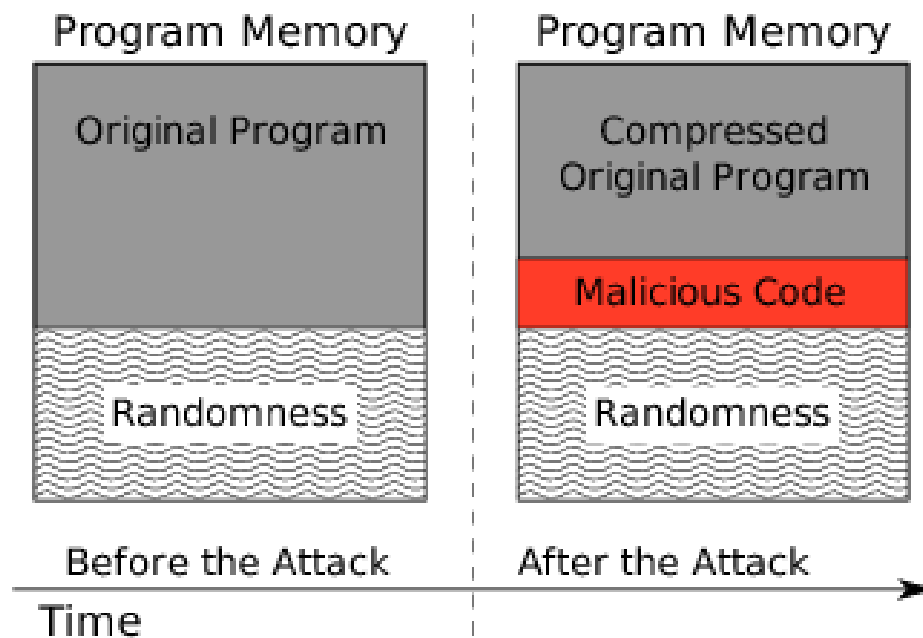 Program Memory
Original Program
Randomness
Before the Attack
Program Memory
Compressed
Original Program
Malicious Code
Randomness
After the Attack
Time